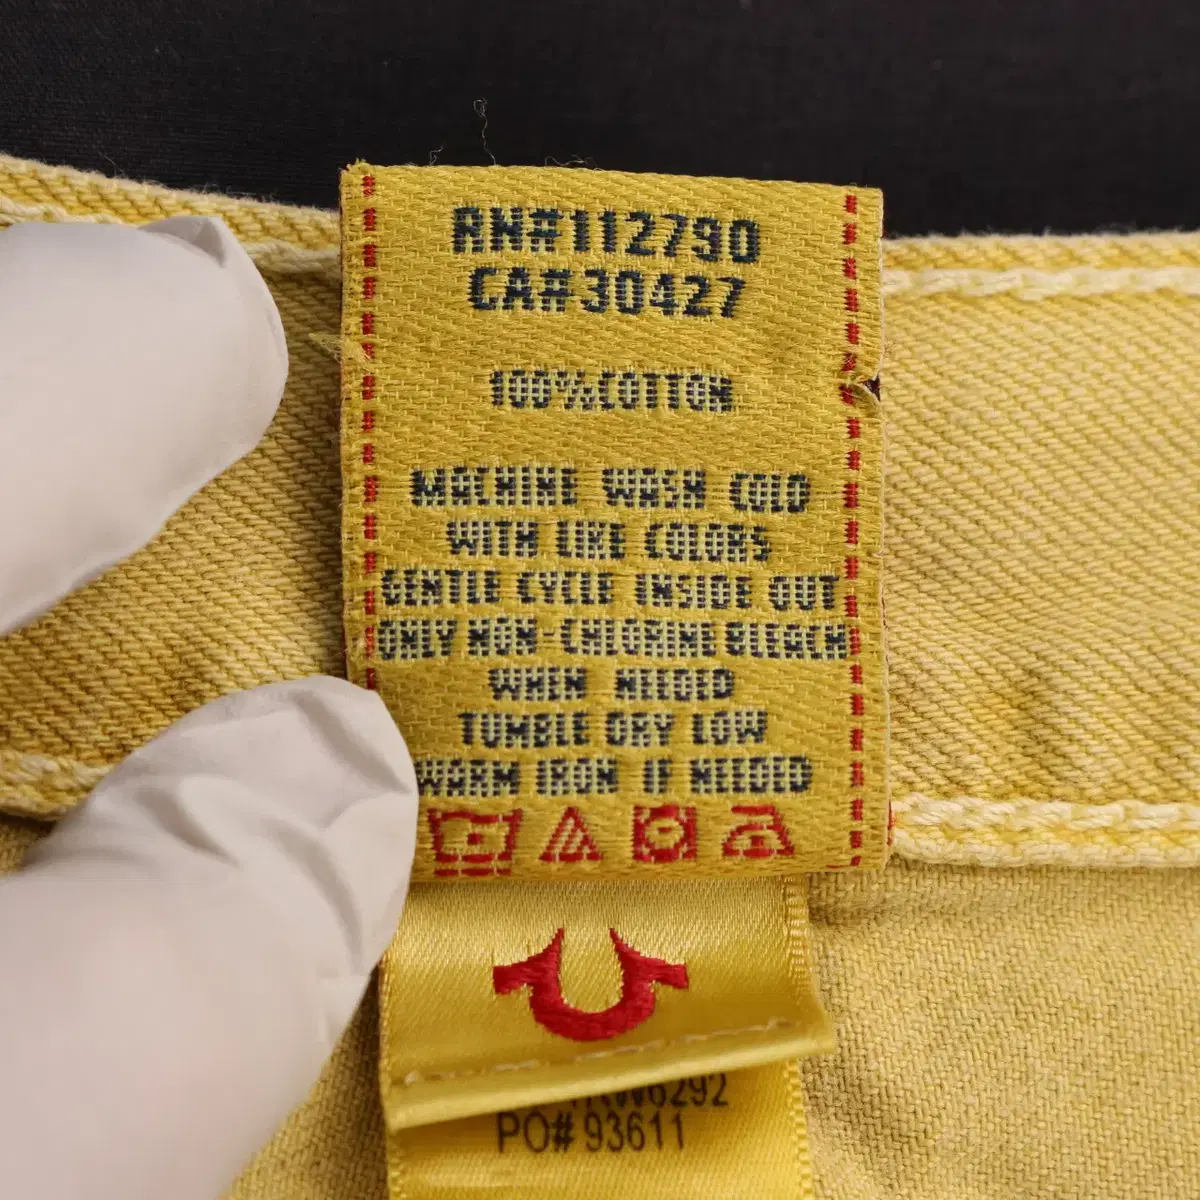 RN#112790
CA#30427
100%COTTON
MACHINE WASH COLD
WITH LIKE COLORS
GENTLE CYCLE INSIDE OUT
ONLY NON-CHLORINE BLEACH
WHEN NEEDED
TUMBLE DRY LOW
WARM IRON IF NEEDED
PO# 93611